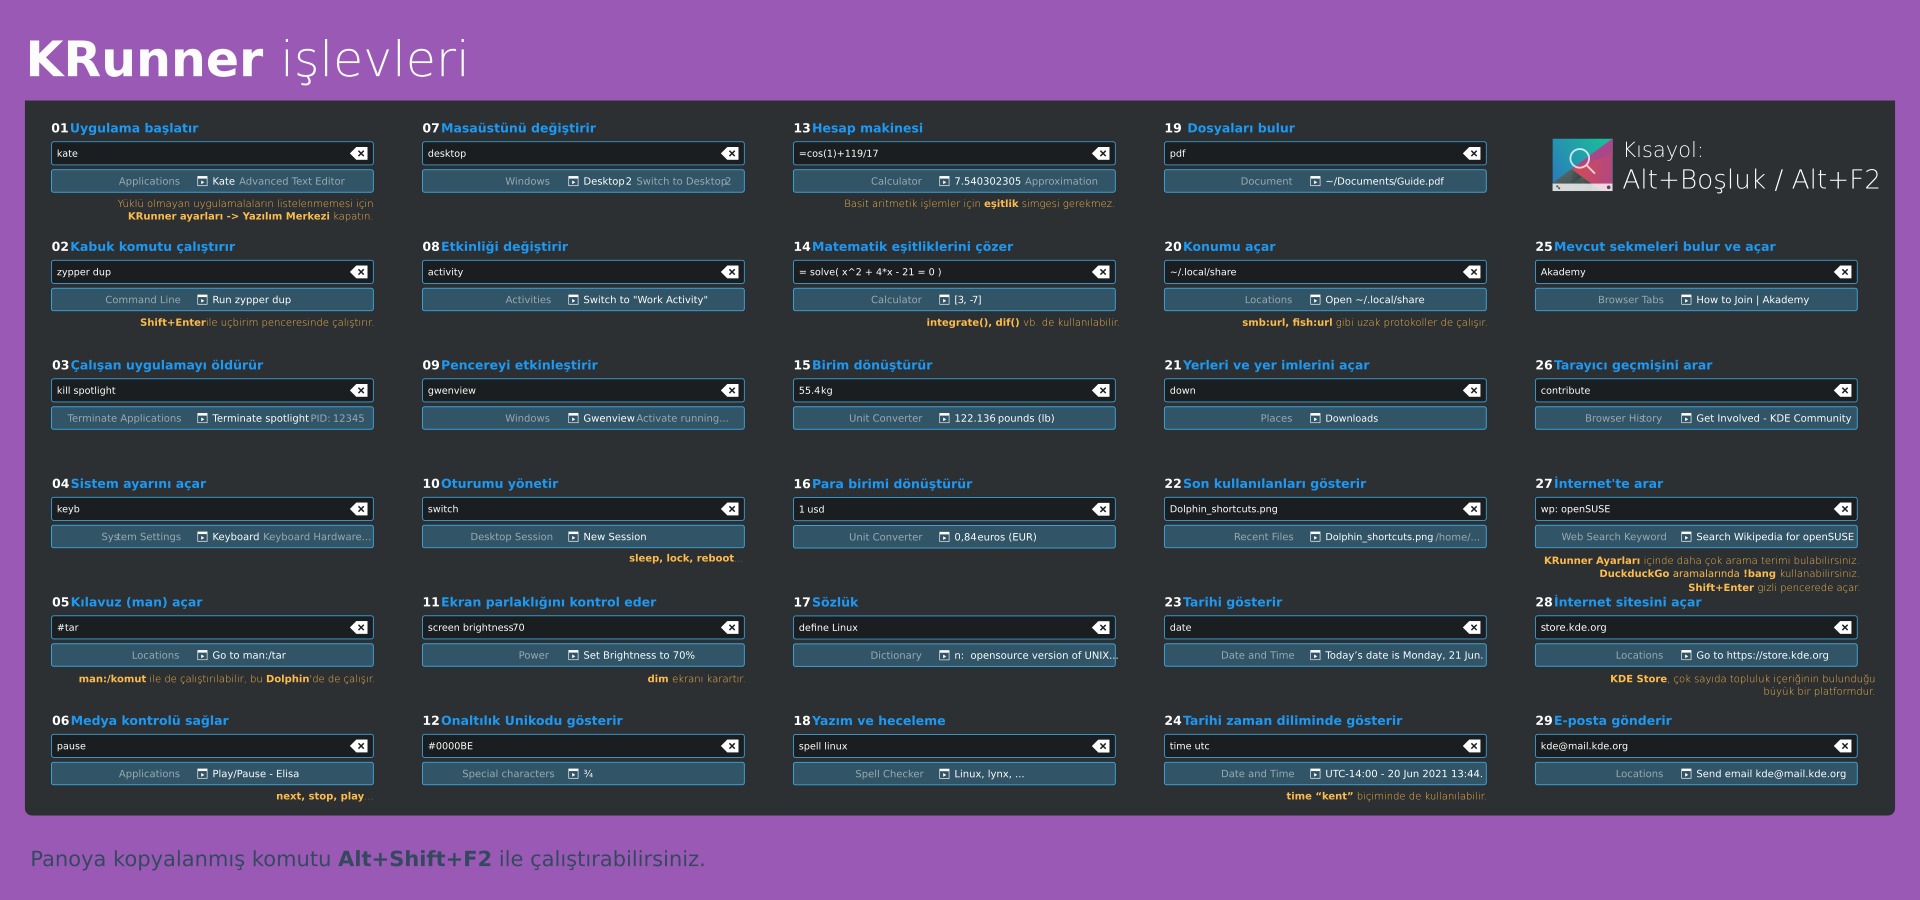 KRunner işlevleri
01 Uygulama başlatır
kate
Applications Kate Advanced Text Editor
Yüklü olmayan uygulamalaların listelenmemesi için
KRunner ayarları -> Yazılım Merkezi kapatın.
02 Kabuk komutu çalıştırır
zypper dup
Command Line Run zypper dup
Shift+Enter ile uçbirim penceresinde çalıştırır.
03 Çalışan uygulamayı öldürür
kill spotlight
Terminate Applications Terminate spotlight PID: 12345
04 Sistem ayarını açar
keyb
System Settings Keyboard Keyboard Hardware...
05 Kılavuz (man) açar
#tar
Locations Go to man:/tar
man:/komut ile de çalıştırılabilir, bu Dolphin'de de çalışır.
06 Medya kontrolü sağlar
pause
Applications Play/Pause - Elisa
next, stop, play...
07 Masaüstünü değiştirir
desktop
Windows Desktop 2 Switch to Desktop 2
08 Etkinliği değiştirir
activity
Activities Switch to "Work Activity"
09 Pencereyi etkinleştirir
gwenview
Windows Gwenview Activate running...
10 Oturumu yönetir
switch
Desktop Session New Session
sleep, lock, reboot...
11 Ekran parlaklığını kontrol eder
screen brightness 70
Power Set Brightness to 70%
dim ekranı karartır.
12 Onaltılık Unikodu gösterir
#0000BE
Special characters ¾
13 Hesap makinesi
=cos(1)+119/17
Calculator 7.540302305 Approximation
Basit aritmetik işlemler için eşitlik simgesi gerekmez.
14 Matematik eşitliklerini çözer
= solve( x^2 + 4*x - 21 = 0 )
Calculator [3, -7]
integrate(), dif() vb. de kullanılabilir.
15 Birim dönüştürür
55.4kg
Unit Converter 122.136 pounds (lb)
16 Para birimi dönüştürür
1 usd
Unit Converter 0,84 euros (EUR)
17 Sözlük
define Linux
Dictionary n: opensource version of UNIX...
18 Yazım ve heceleme
spell linux
Spell Checker Linux, lynx, ...
19 Dosyaları bulur
pdf
Document ~/Documents/Guide.pdf
20 Konumu açar
~/.local/share
Locations Open ~/.local/share
smb:url, fish:url gibi uzak protokoller de çalışır.
21 Yerleri ve yer imlerini açar
down
Places Downloads
22 Son kullanılanları gösterir
Dolphin_shortcuts.png
Recent Files Dolphin_shortcuts.png /home/...
23 Tarihi gösterir
date
Date and Time Today's date is Monday, 21 Jun.
24 Tarihi zaman diliminde gösterir
time utc
Date and Time UTC-14:00 - 20 Jun 2021 13:44.
time “kent” biçiminde de kullanılabilir.
Kısayol:
Alt+Boşluk / Alt+F2
25 Mevcut sekmeleri bulur ve açar
Akademy
Browser Tabs How to Join | Akademy
26 Tarayıcı geçmişini arar
contribute
Browser History Get Involved - KDE Community
27 İnternet'te arar
wp: openSUSE
Web Search Keyword Search Wikipedia for openSUSE
KRunner Ayarları içinde daha çok arama terimi bulabilirsiniz.
DuckduckGo aramalarında !bang kullanabilirsiniz.
Shift+Enter gizli pencerede açar.
28 İnternet sitesini açar
store.kde.org
Locations Go to https://store.kde.org
KDE Store, çok sayıda topluluk içeriğinin bulunduğu
büyük bir platformdur.
29 E-posta gönderir
kde@mail.kde.org
Locations Send email kde@mail.kde.org
Panoya kopyalanmış komutu Alt+Shift+F2 ile çalıştırabilirsiniz.